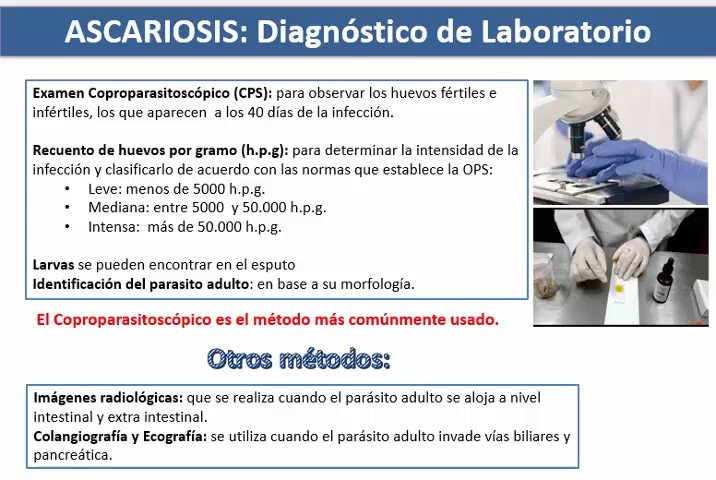 ASCARIOSIS: Diagnóstico de Laboratorio
Examen Coproparasitoscópico (CPS): para observar los huevos fértiles e
infértiles, los que aparecen a los 40 días de la infección.
Recuento de huevos por gramo (h.p.g): para determinar la intensidad de la
infección y clasificarlo de acuerdo con las normas que establece la OPS:
• Leve: menos de 5000 h.p.g.
• Mediana: entre 5000 y 50.000 h.p.g.
• Intensa: más de 50.000 h.p.g.
Larvas se pueden encontrar en el esputo
Identificación del parasito adulto: en base a su morfología.
El Coproparasitoscópico es el método más comúnmente usado.
Otros métodos:
Imágenes radiológicas: que se realiza cuando el parásito adulto se aloja a nivel
intestinal y extra intestinal.
Colangiografía y Ecografía: se utiliza cuando el parásito adulto invade vías biliares y
pancreática.